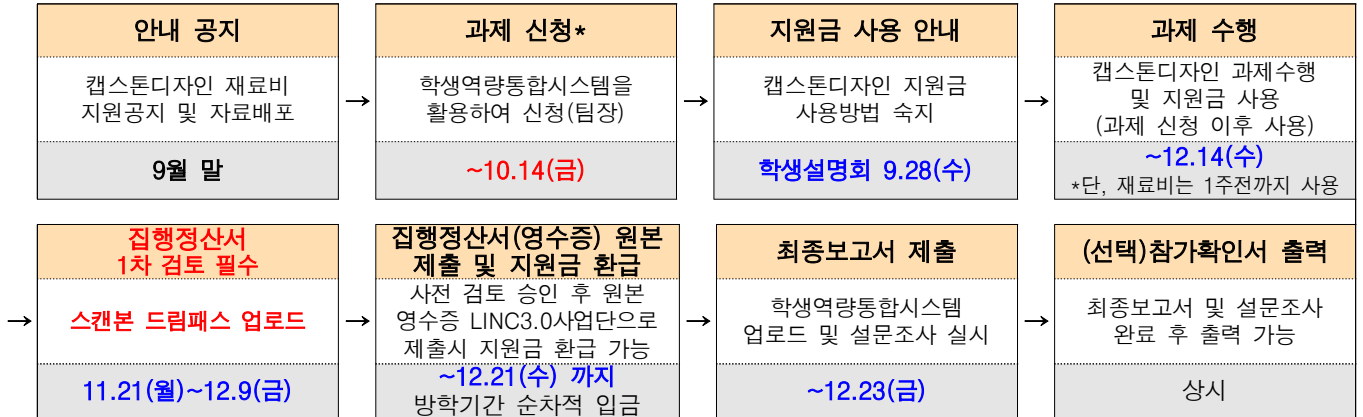 안내 공지
캡스톤디자인 재료비
지원공지 및 자료배포
9월 말
→
과제 신청*
학생역량통합시스템을
활용하여 신청(팀장)
~10.14(금)
→
지원금 사용 안내
캡스톤디자인 지원금
사용방법 숙지
학생설명회 9.28(수)
→
과제 수행
캡스톤디자인 과제수행
및 지원금 사용
(과제 신청 이후 사용)
~12.14(수)
*단, 재료비는 1주전까지 사용
→
집행정산서
1차 검토 필수
스캔본 드림패스 업로드
11.21(월)~12.9(금)
→
집행정산서(영수증) 원본
제출 및 지원금 환급
사전 검토 승인 후 원본
영수증 LINC3.0사업단으로
제출시 지원금 환급 가능
~12.21(수) 까지
방학기간 순차적 입금
→
최종보고서 제출
학생역량통합시스템
업로드 및 설문조사 실시
~12.23(금)
→
(선택)참가확인서 출력
최종보고서 및 설문조사
완료 후 출력 가능
상시